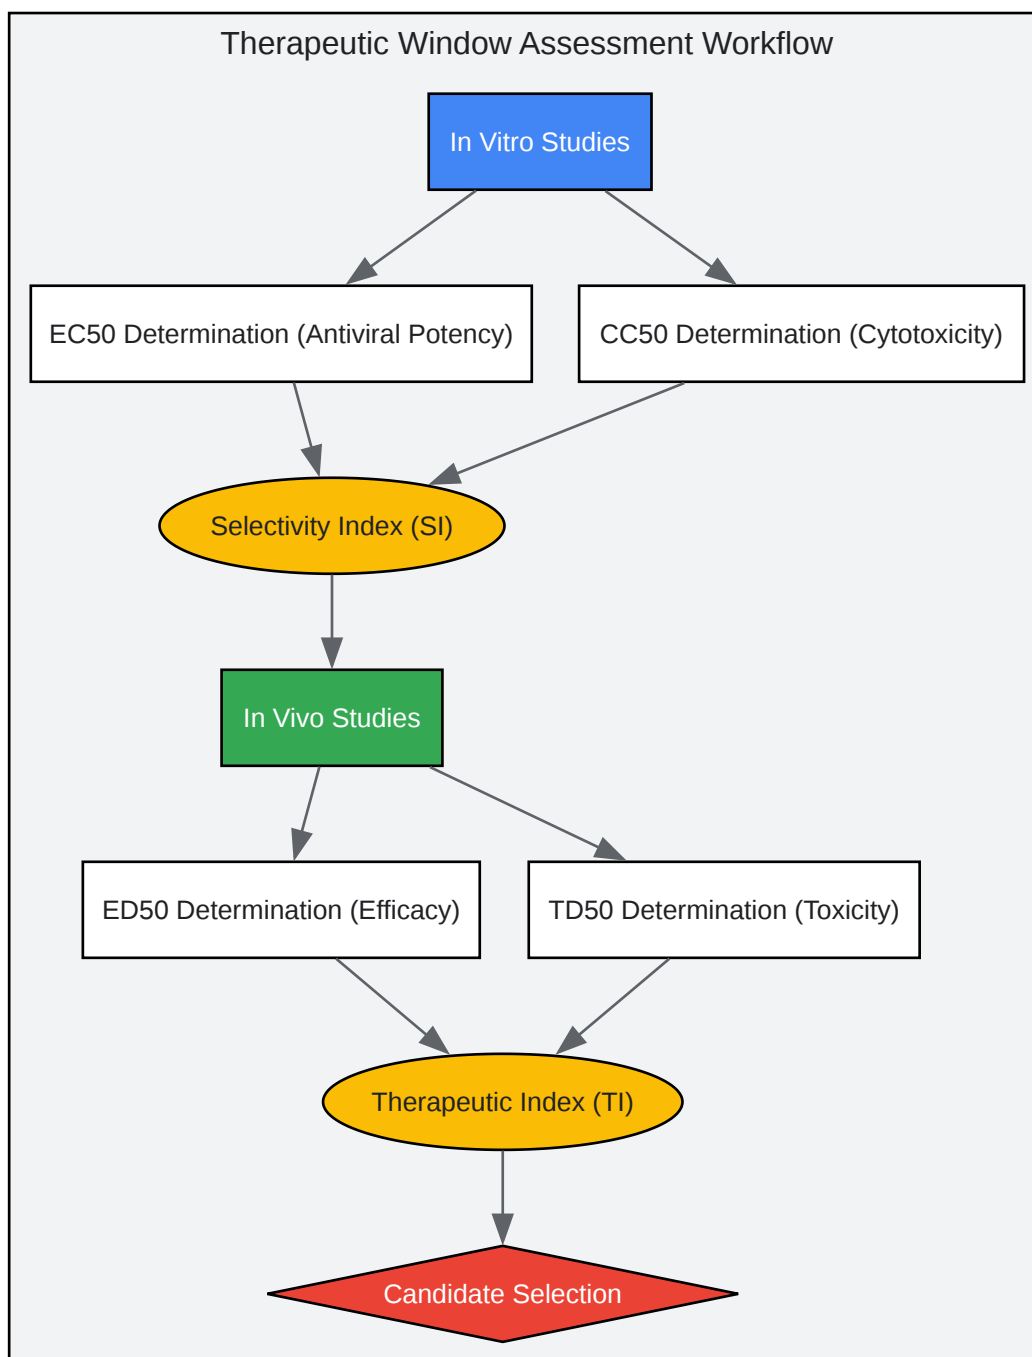 Therapeutic Window Assessment Workflow
In Vitro Studies
EC50 Determination (Antiviral Potency)
CC50 Determination (Cytotoxicity)
Selectivity Index (SI)
In Vivo Studies
ED50 Determination (Efficacy)
TD50 Determination (Toxicity)
Therapeutic Index (TI)
Candidate Selection